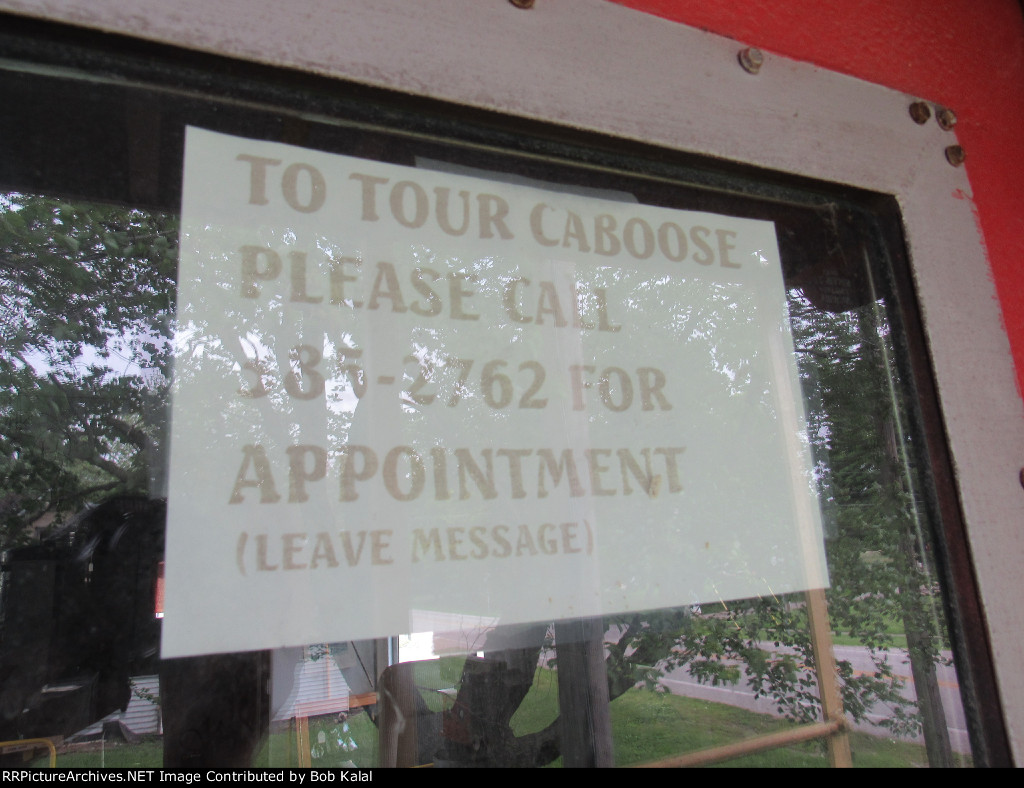 TO TOUR CABOOSE
PLEASE CALL
385-2762 FOR
APPOINTMENT
(LEAVE MESSAGE)
RRPictureArchives.NET Image Contributed by Bob Kalal